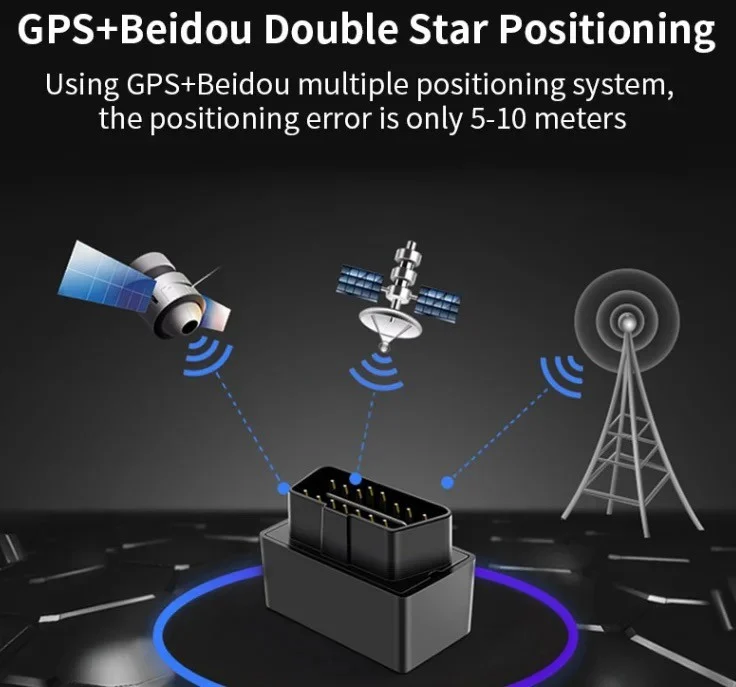 GPS+Beidou Double Star Positioning
Using GPS+Beidou multiple positioning system,
the positioning error is only 5-10 meters